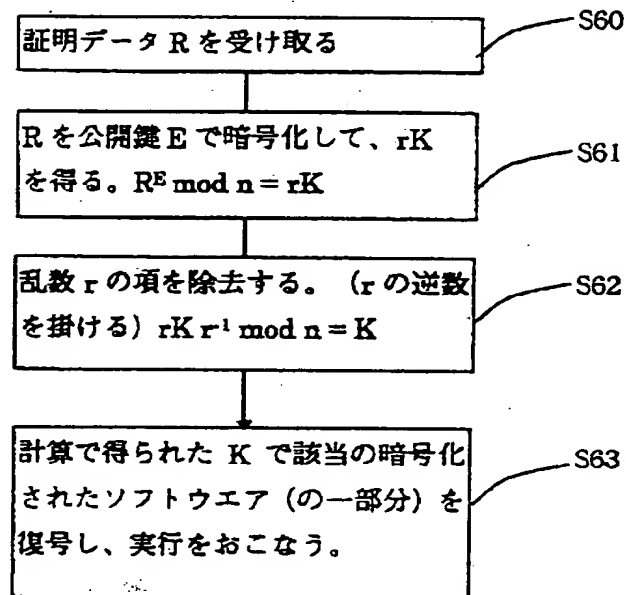 証明データ R を受け取る
S60
R を公開鍵 E で暗号化して、rK
を得る。Rᴱ mod n = rK
S61
乱数 r の項を除去する。（r の逆数
を掛ける）rK r¹ mod n = K
S62
計算で得られた K で該当の暗号化
されたソフトウエア（の一部分）を
復号し、実行をおこなう。
S63